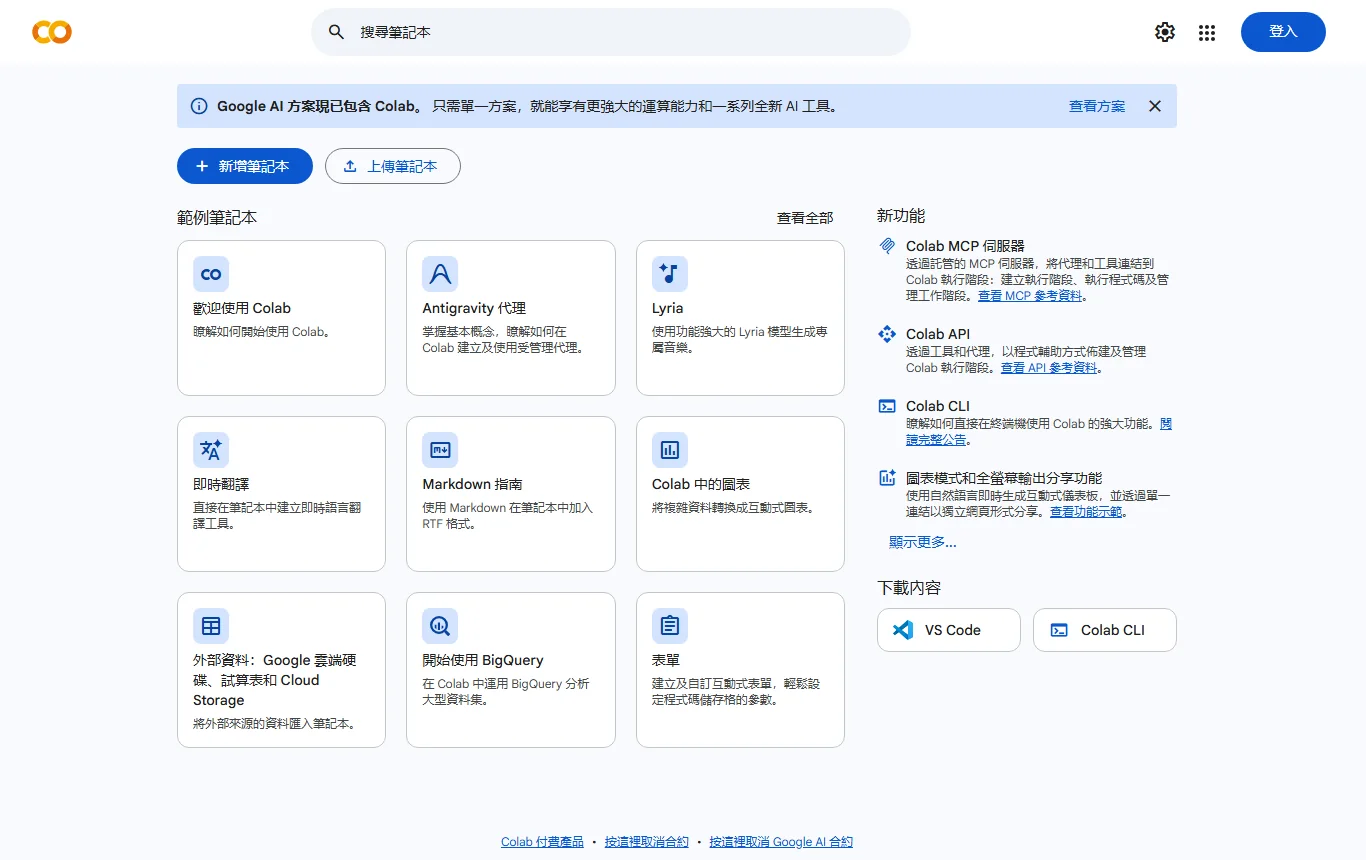 CO
搜尋筆記本
登入
Google AI 方案現已包含 Colab。 只需單一方案，就能享有更強大的運算能力和一系列全新 AI 工具。
查看方案
新增筆記本
上傳筆記本
範例筆記本
查看全部
CO
歡迎使用 Colab
瞭解如何開始使用 Colab。
Antigravity 代理
掌握基本概念，瞭解如何在
Colab 建立及使用受管理代理。
Lyria
使用功能強大的 Lyria 模型生成專
屬音樂。
即時翻譯
直接在筆記本中建立即時語言翻
譯工具。
Markdown 指南
使用 Markdown 在筆記本中加入
RTF 格式。
Colab 中的圖表
將複雜資料轉換成互動式圖表。
外部資料：Google 雲端硬
碟、試算表和 Cloud
Storage
將外部來源的資料匯入筆記本。
開始使用 BigQuery
在 Colab 中運用 BigQuery 分析
大型資料集。
表單
建立及自訂互動式表單，輕鬆設
定程式碼儲存格的參數。
新功能
Colab MCP 伺服器
透過託管的 MCP 伺服器，將代理和工具連結到
Colab 執行階段：建立執行階段、執行程式碼及管
理工作階段。查看 MCP 參考資料。
Colab API
透過工具和代理，以程式輔助方式佈建及管理
Colab 執行階段。查看 API 參考資料。
Colab CLI
瞭解如何直接在終端機使用 Colab 的強大功能。閱
讀完整公告。
圖表模式和全螢幕輸出分享功能
使用自然語言即時生成互動式儀表板，並透過單一
連結以獨立網頁形式分享。查看功能示範。
顯示更多...
下載內容
VS Code
Colab CLI
Colab 付費產品 • 按這裡取消合約 • 按這裡取消 Google AI 合約